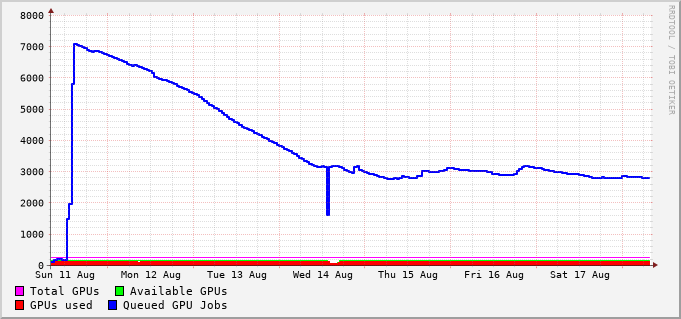 8000
7000
6000
5000
4000
3000
2000
1000
0
Sun 11 Aug Mon 12 Aug Tue 13 Aug Wed 14 Aug Thu 15 Aug Fri 16 Aug Sat 17 Aug
Total GPUs Available GPUs
GPUs used Queued GPU Jobs
RRDTOOL / TOBI OETIKER